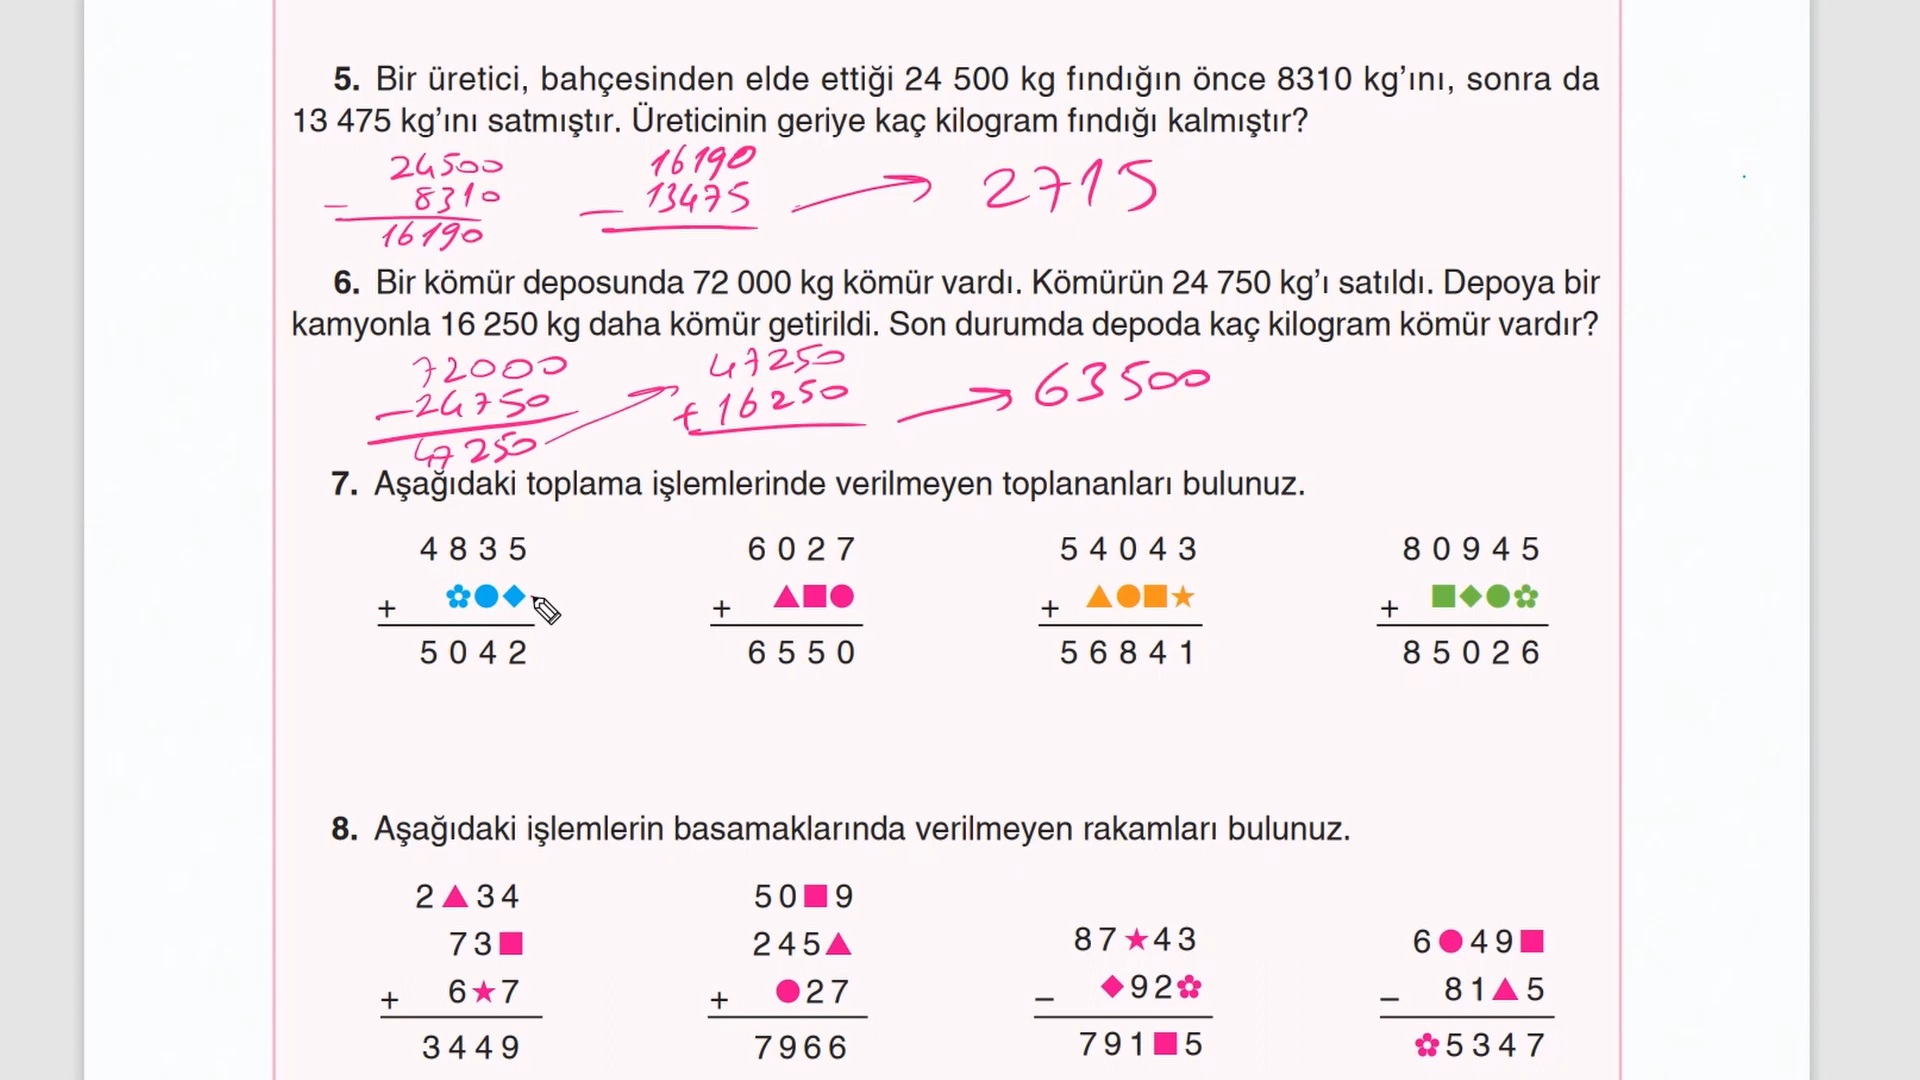 5. Bir üretici, bahçesinden elde ettiği 24 500 kg fındığın önce 8310 kg’ını, sonra da
13 475 kg’ını satmıştır. Üreticinin geriye kaç kilogram fındığı kalmıştır?
24500
- 8310
16190
16190
- 13475
2715
6. Bir kömür deposunda 72 000 kg kömür vardı. Kömürün 24 750 kg’ı satıldı. Depoya bir
kamyonla 16 250 kg daha kömür getirildi. Son durumda depoda kaç kilogram kömür vardır?
72000
-24750
47250
47250
+ 16250
63500
7. Aşağıdaki toplama işlemlerinde verilmeyen toplananları bulunuz.
4835 6027 54043 80945
+ ✿●◆ + ▲■● + ▲●■★ + ■◆●✿
5042 6550 56841 85026
8. Aşağıdaki işlemlerin basamaklarında verilmeyen rakamları bulunuz.
2▲34 50■9
73■ 245▲ 87★43 6●49■
+ 6★7 + ●27 − ◆92✿ − 81▲5
3449 7966 791■5 ✿5347